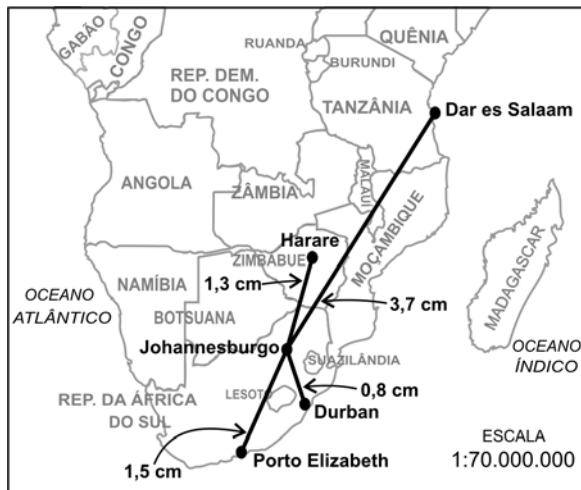 GABÃO
CONGO
RUANDA
QUÊNIA
BURUNDI
REP. DEM.
DO CONGO
TANZÂNIA
Dar es Salaam
ANGOLA
ZÂMBIA
MALAUÍ
MOÇAMBIQUE
Harare
ZIMBABUE
MADAGASCAR
NAMÍBIA
1,3 cm
OCEANO
ATLÂNTICO
BOTSUANA
3,7 cm
Johannesburgo
SUAZILÂNDIA
OCEANO
ÍNDICO
REP. DA ÁFRICA
DO SUL
LESOTO
0,8 cm
Durban
1,5 cm
Porto Elizabeth
ESCALA
1:70.000.000